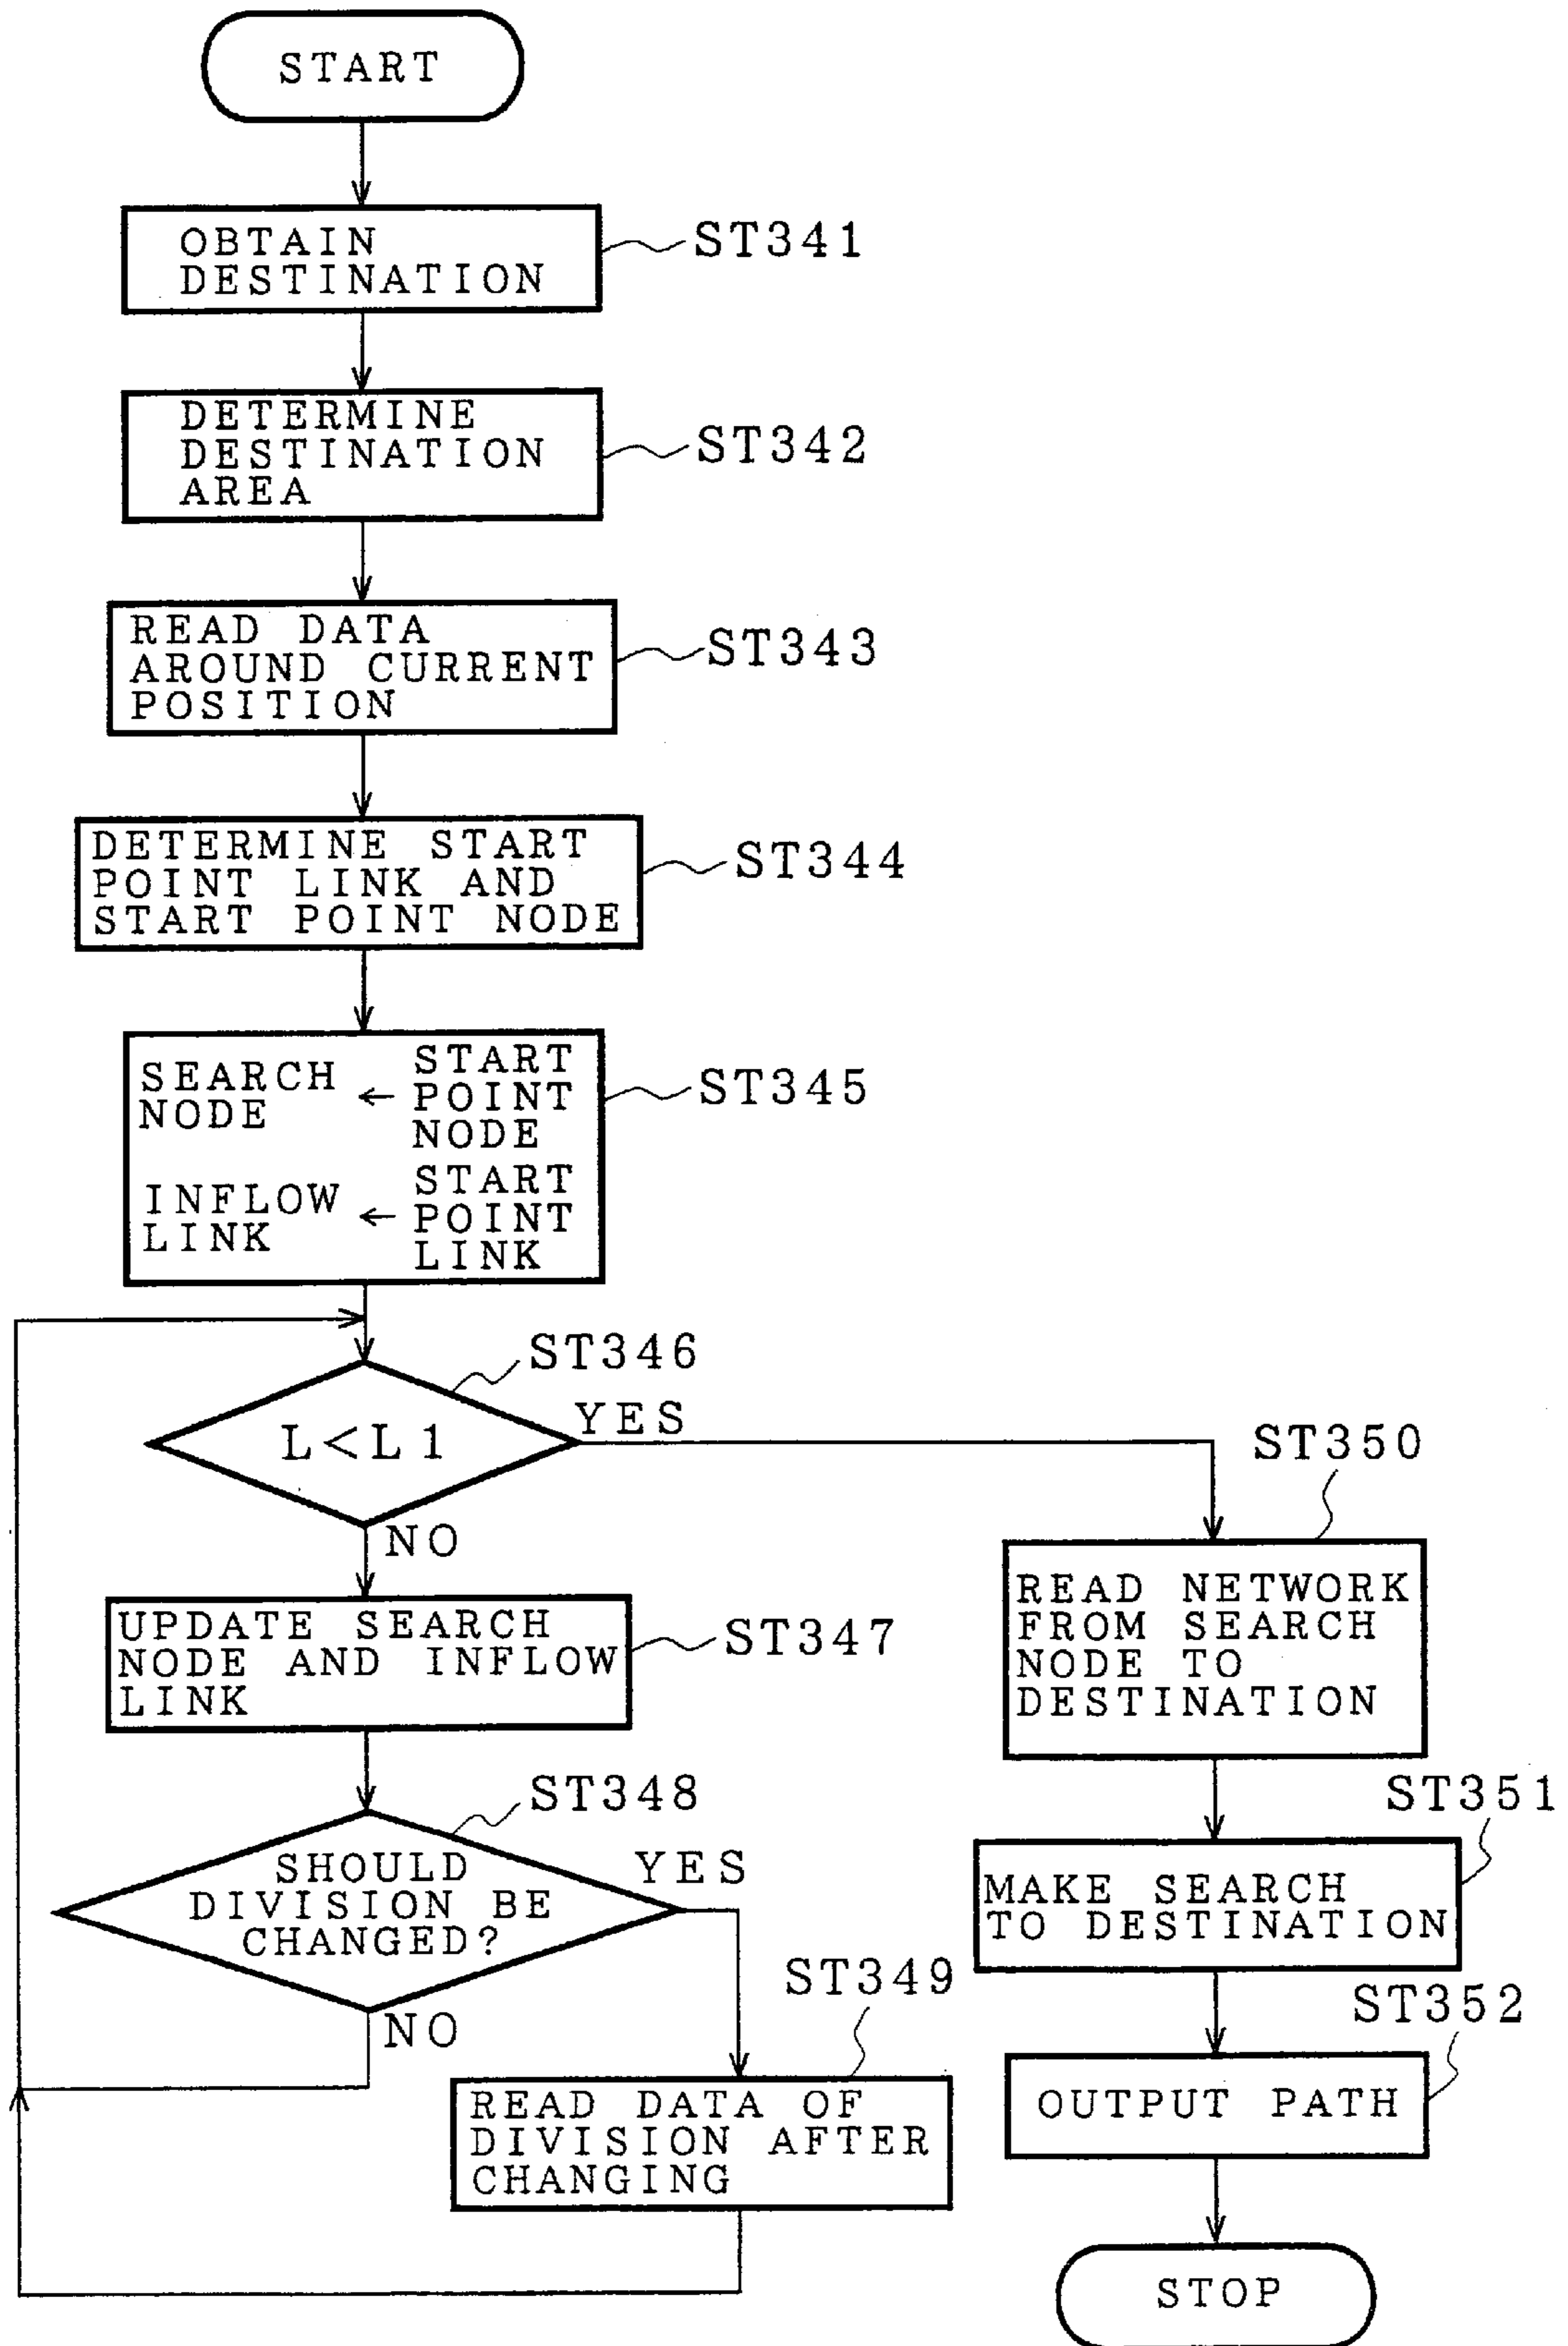 START
OBTAIN
DESTINATION
ST341
DETERMINE
DESTINATION
AREA
ST342
READ DATA
AROUND CURRENT
POSITION
ST343
DETERMINE START
POINT LINK AND
START POINT NODE
ST344
SEARCH
NODE
←
START
POINT
NODE
INFLOW
LINK
←
START
POINT
LINK
ST345
ST346
L<L1
YES
NO
UPDATE SEARCH
NODE AND INFLOW
LINK
ST347
ST348
SHOULD
DIVISION BE
CHANGED?
YES
NO
ST349
READ DATA OF
DIVISION AFTER
CHANGING
ST350
READ NETWORK
FROM SEARCH
NODE TO
DESTINATION
ST351
MAKE SEARCH
TO DESTINATION
ST352
OUTPUT PATH
STOP